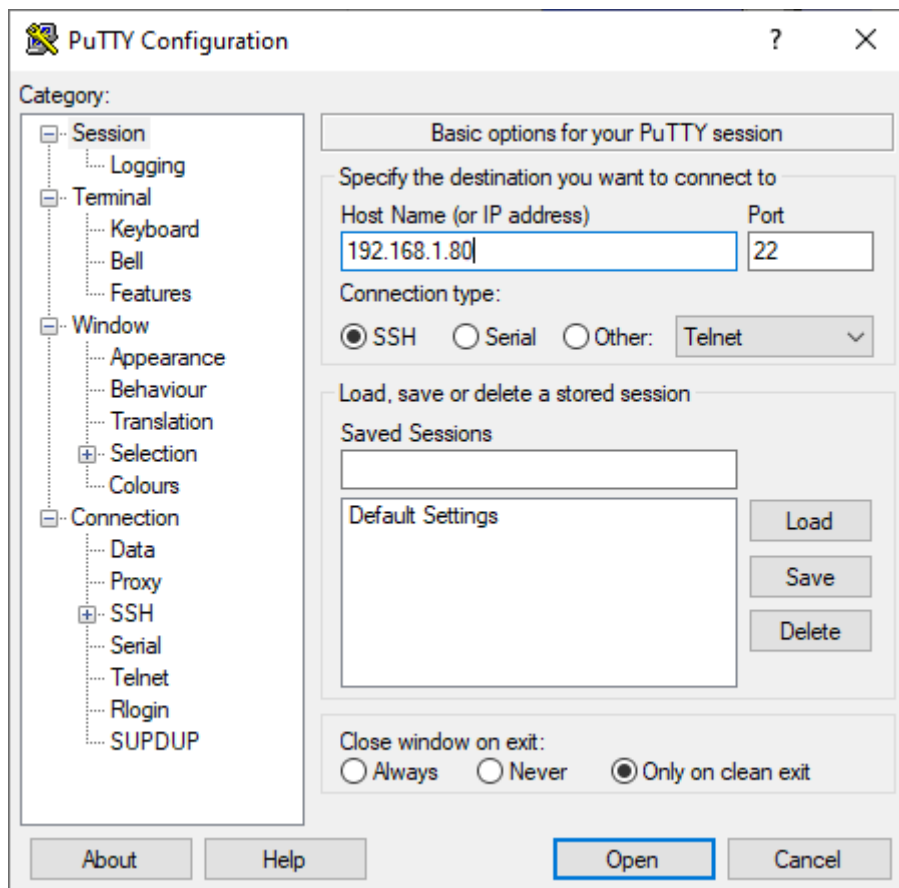 PuTTY Configuration
?
Category:
Session
Logging
Terminal
Keyboard
Bell
Features
Window
Appearance
Behaviour
Translation
Selection
Colours
Connection
Data
Proxy
SSH
Serial
Telnet
Rlogin
SUPDUP
Basic options for your PuTTY session
Specify the destination you want to connect to
Host Name (or IP address) Port
192.168.1.80 22
Connection type:
SSH Serial Other: Telnet
Load, save or delete a stored session
Saved Sessions
Default Settings
Load
Save
Delete
Close window on exit:
Always Never Only on clean exit
About Help Open Cancel